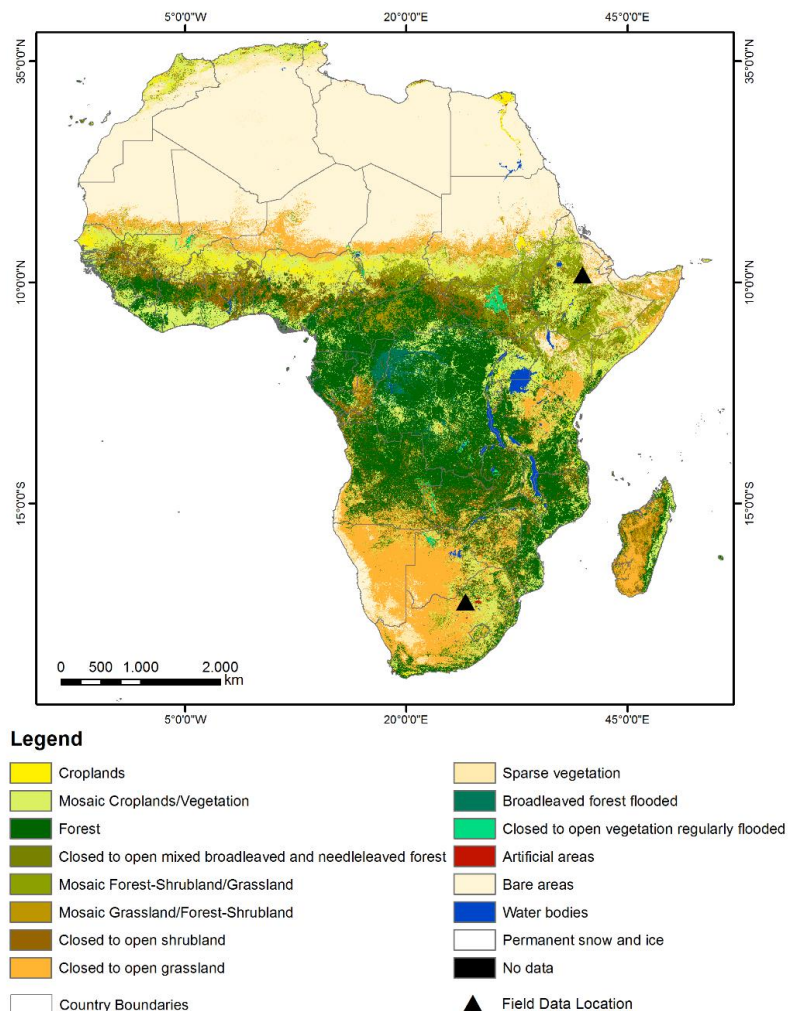 5°0'0"W 20°0'0"E 45°0'0"E
35°0'0"N 35°0'0"N
10°0'0"N 10°0'0"N
15°0'0"S 15°0'0"S
0 500 1.000 2.000
km
5°0'0"W 20°0'0"E 45°0'0"E
Legend
Croplands
Mosaic Croplands/Vegetation
Forest
Closed to open mixed broadleaved and needleleaved forest
Mosaic Forest-Shrubland/Grassland
Mosaic Grassland/Forest-Shrubland
Closed to open shrubland
Closed to open grassland
Country Boundaries
Sparse vegetation
Broadleaved forest flooded
Closed to open vegetation regularly flooded
Artificial areas
Bare areas
Water bodies
Permanent snow and ice
No data
Field Data Location